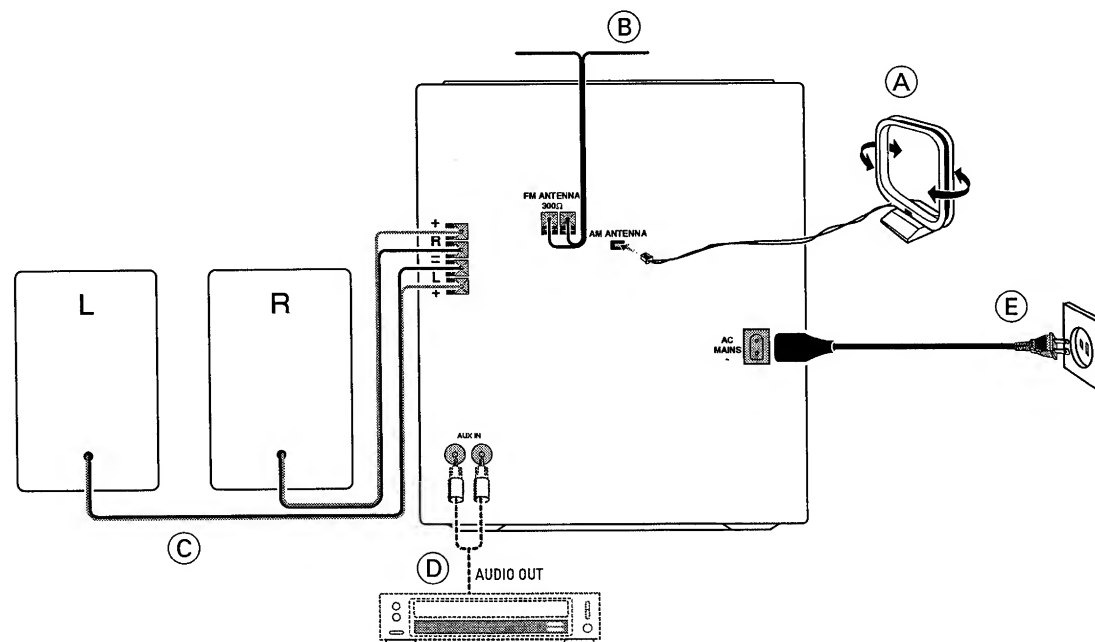 B
A
FM ANTENNA
300Ω
AM ANTENNA
+
R
=
L
+
L
R
E
AC
MAINS
~
AUX IN
C
D
AUDIO OUT